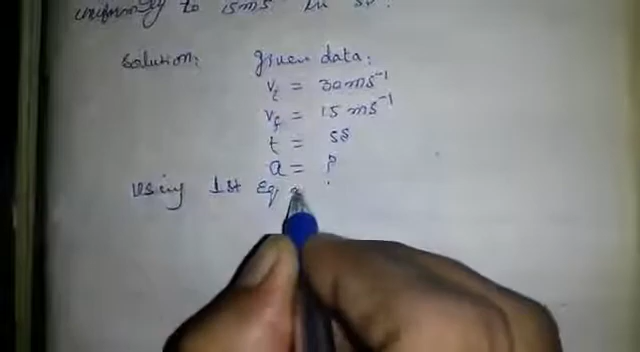 uniformly to 15ms⁻¹ in 5s.
Solution: given data:
vᵢ = 30ms⁻¹
v_f = 15 ms⁻¹
t = 5s
a = ?
using 1st Eq